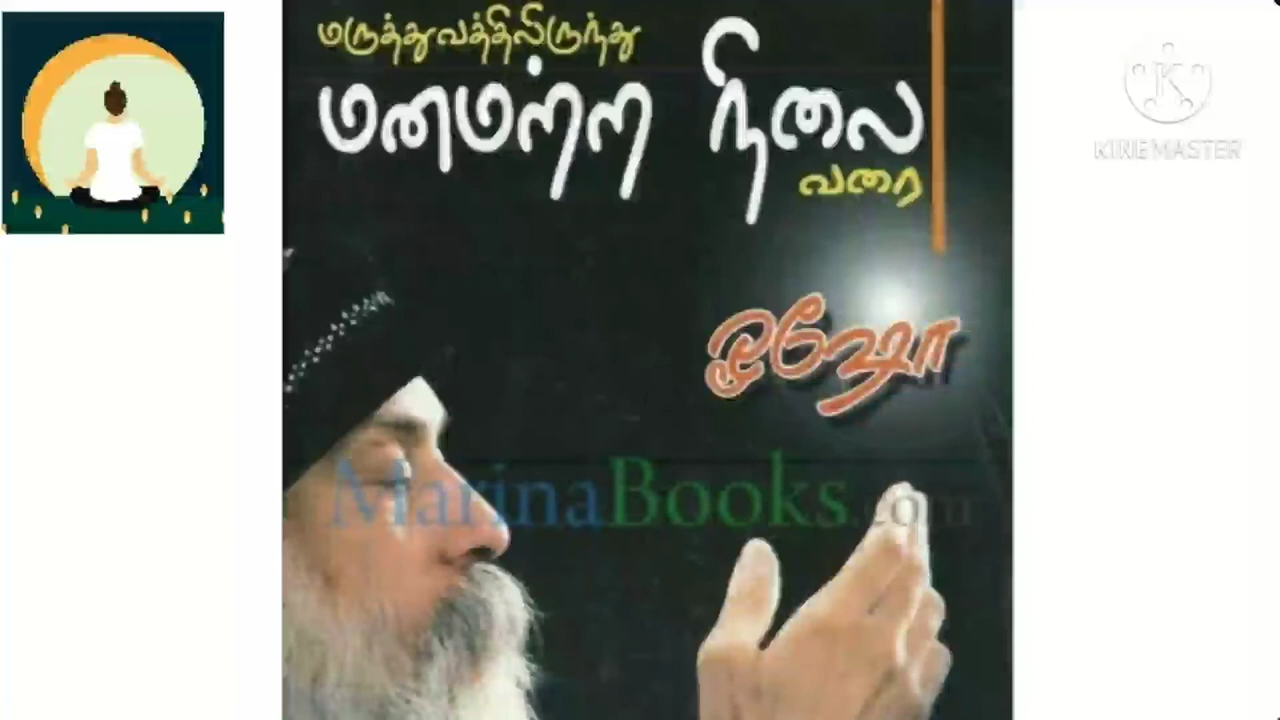 மருத்துவத்திலிருந்து
மனமற்ற நிலை
வரை
ஓஷோ
MarinaBooks.com
K
KINEMASTER